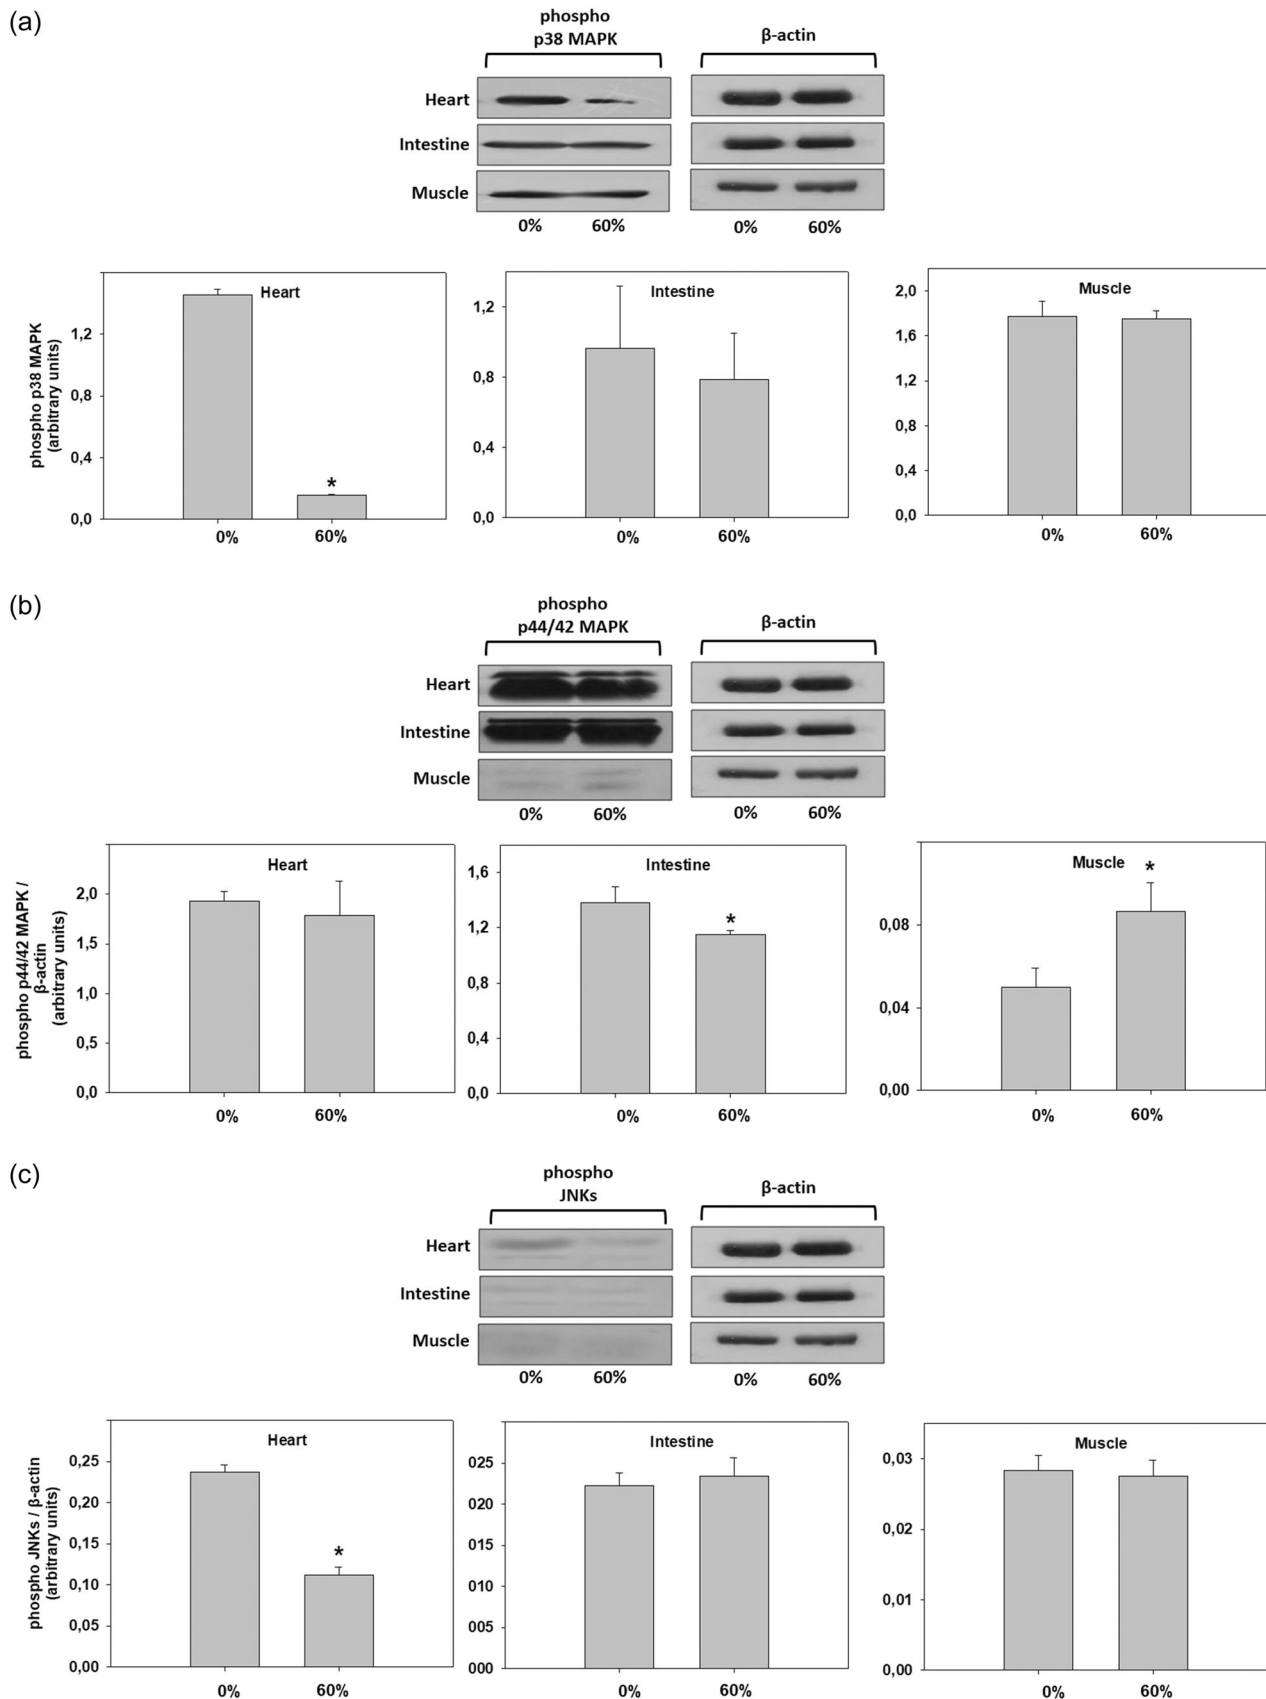 (a)
phospho
p38 MAPK
β-actin
Heart
Intestine
Muscle
0% 60% 0% 60%
phospho p38 MAPK
(arbitrary units)
Heart
1,2
0,8
0,4
0,0
*
0% 60%
Intestine
1,2
0,8
0,4
0,0
0% 60%
Muscle
2,0
1,6
1,2
0,8
0,4
0,0
0% 60%
(b)
phospho
p44/42 MAPK
β-actin
Heart
Intestine
Muscle
0% 60% 0% 60%
phospho p44/42 MAPK /
β-actin
(arbitrary units)
Heart
2,0
1,5
1,0
0,5
0,0
0% 60%
Intestine
1,6
1,2
0,8
0,4
0,0
*
0% 60%
Muscle
0,08
0,04
0,00
*
0% 60%
(c)
phospho
JNKs
β-actin
Heart
Intestine
Muscle
0% 60% 0% 60%
phospho JNKs / β-actin
(arbitrary units)
Heart
0,25
0,20
0,15
0,10
0,05
0,00
*
0% 60%
Intestine
025
020
015
010
005
000
0% 60%
Muscle
0,03
0,02
0,01
0,00
0% 60%